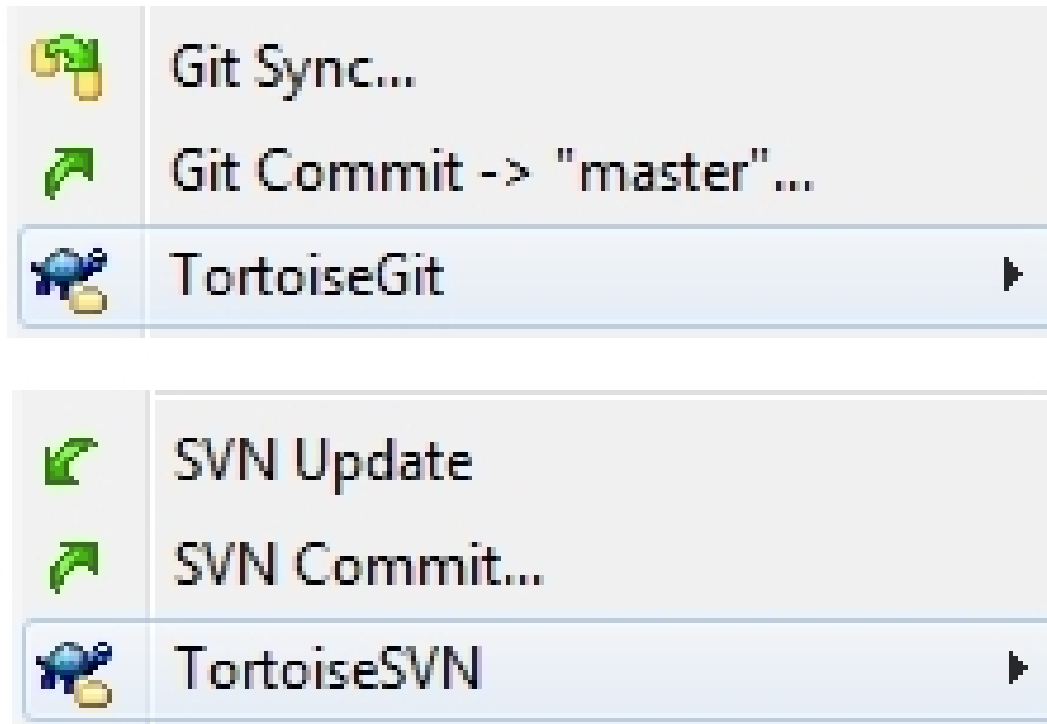 Git Sync...
Git Commit -> "master"...
TortoiseGit
SVN Update
SVN Commit...
TortoiseSVN